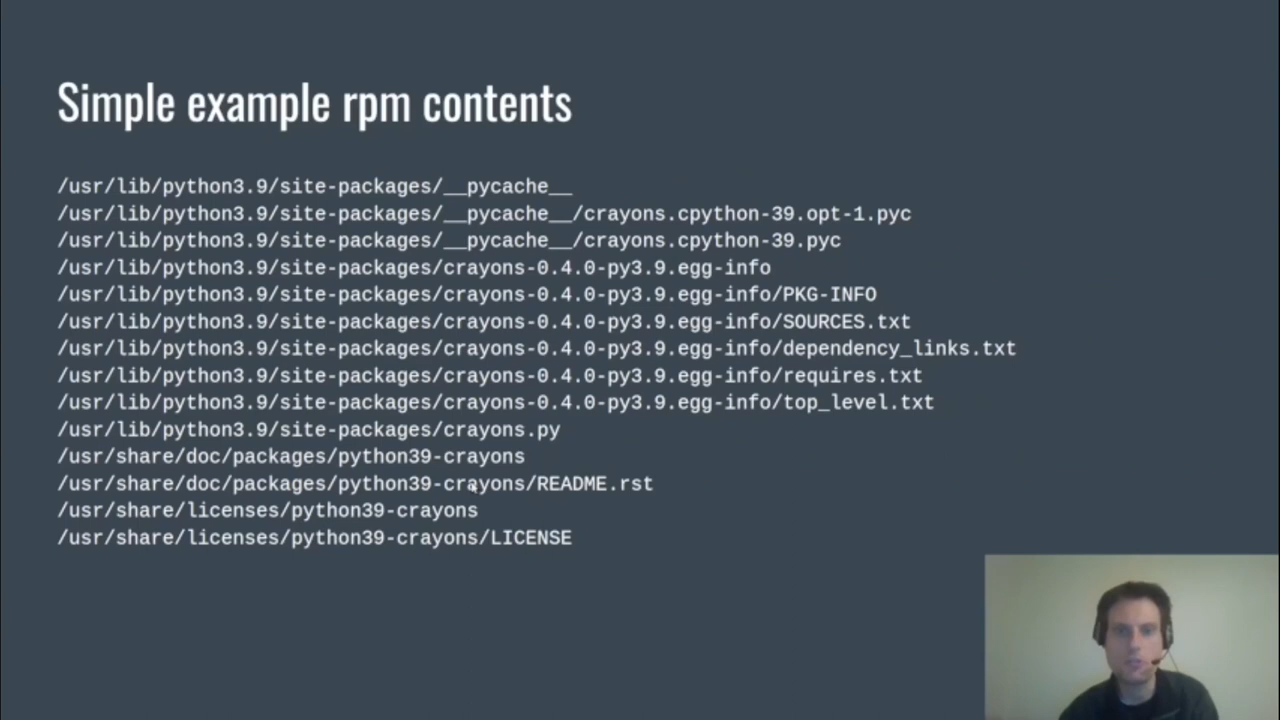 Simple example rpm contents
/usr/lib/python3.9/site-packages/__pycache__
/usr/lib/python3.9/site-packages/__pycache__/crayons.cpython-39.opt-1.pyc
/usr/lib/python3.9/site-packages/__pycache__/crayons.cpython-39.pyc
/usr/lib/python3.9/site-packages/crayons-0.4.0-py3.9.egg-info
/usr/lib/python3.9/site-packages/crayons-0.4.0-py3.9.egg-info/PKG-INFO
/usr/lib/python3.9/site-packages/crayons-0.4.0-py3.9.egg-info/SOURCES.txt
/usr/lib/python3.9/site-packages/crayons-0.4.0-py3.9.egg-info/dependency_links.txt
/usr/lib/python3.9/site-packages/crayons-0.4.0-py3.9.egg-info/requires.txt
/usr/lib/python3.9/site-packages/crayons-0.4.0-py3.9.egg-info/top_level.txt
/usr/lib/python3.9/site-packages/crayons.py
/usr/share/doc/packages/python39-crayons
/usr/share/doc/packages/python39-crayons/README.rst
/usr/share/licenses/python39-crayons
/usr/share/licenses/python39-crayons/LICENSE